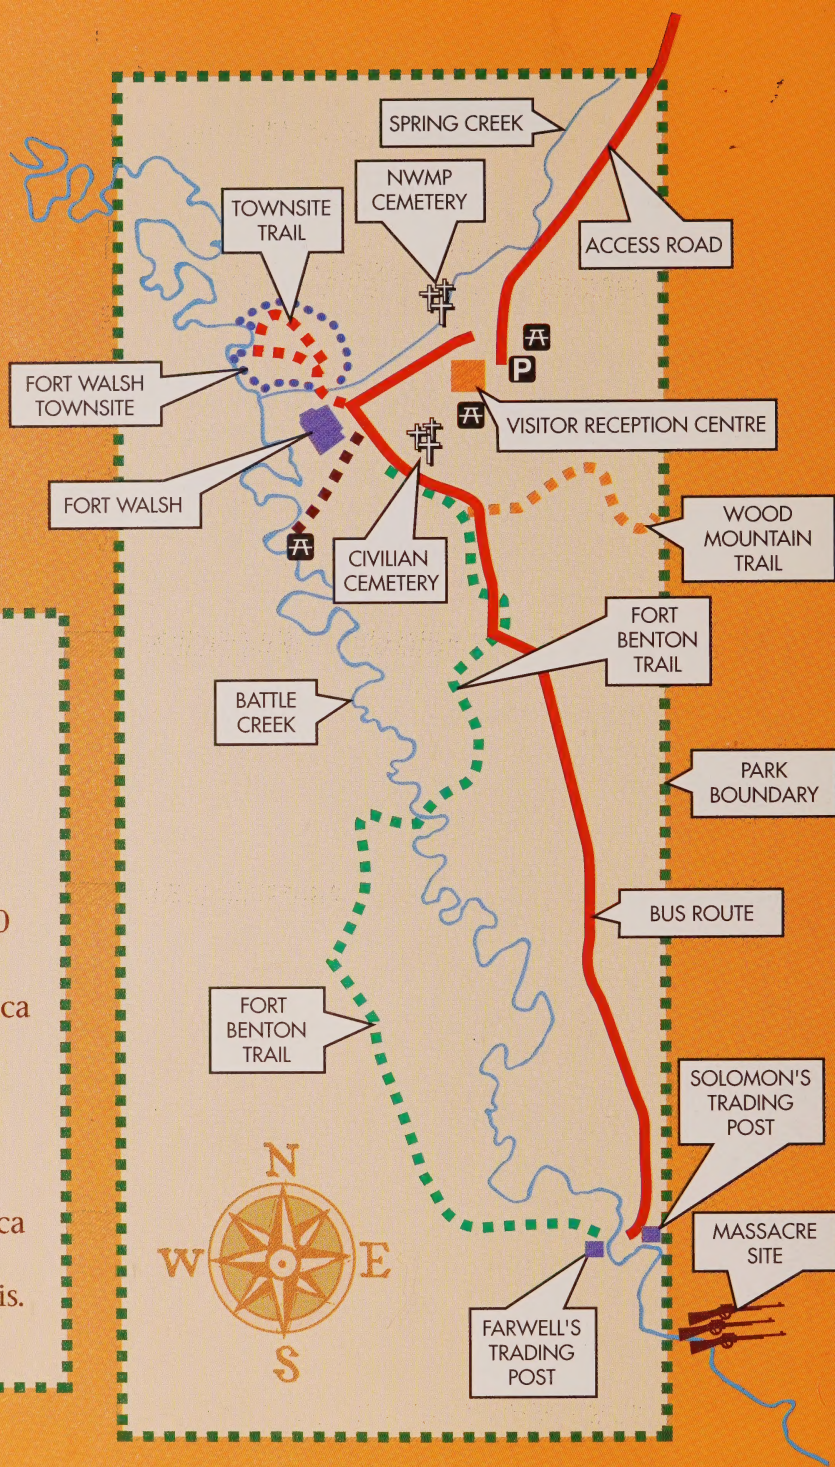 SPRING CREEK
NWMP
CEMETERY
TOWNSITE
TRAIL
ACCESS ROAD
P
FORT WALSH
TOWNSITE
VISITOR RECEPTION CENTRE
FORT WALSH
WOOD
MOUNTAIN
TRAIL
CIVILIAN
CEMETERY
FORT
BENTON
TRAIL
BATTLE
CREEK
PARK
BOUNDARY
BUS ROUTE
0
ca
FORT
BENTON
TRAIL
SOLOMON'S
TRADING
POST
N
W
E
S
ca
is.
MASSACRE
SITE
FARWELL'S
TRADING
POST